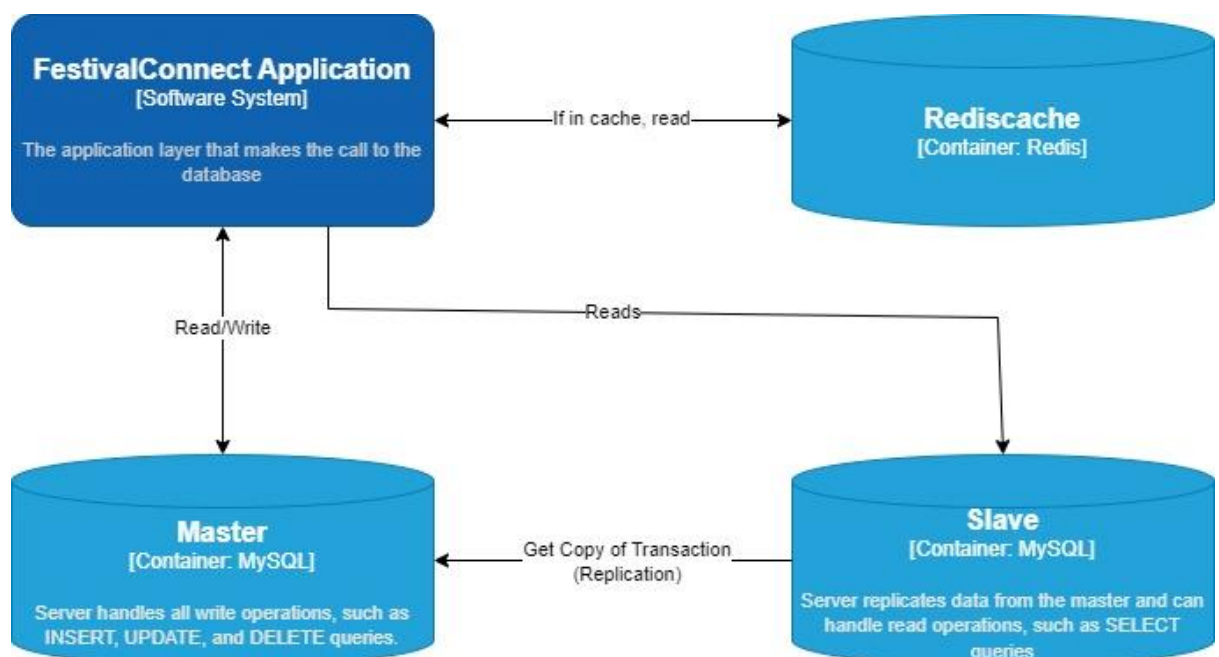 FestivalConnect Application
[Software System]
The application layer that makes the call to the
database
If in cache, read
Rediscache
[Container: Redis]
Read/Write
Reads
Master
[Container: MySQL]
Server handles all write operations, such as
INSERT, UPDATE, and DELETE queries.
Get Copy of Transaction
(Replication)
Slave
[Container: MySQL]
Server replicates data from the master and can
handle read operations, such as SELECT
queries